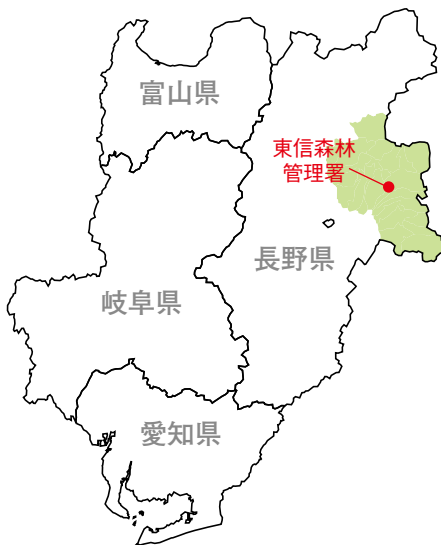 富山県
東信森林
管理署
長野県
岐阜県
愛知県